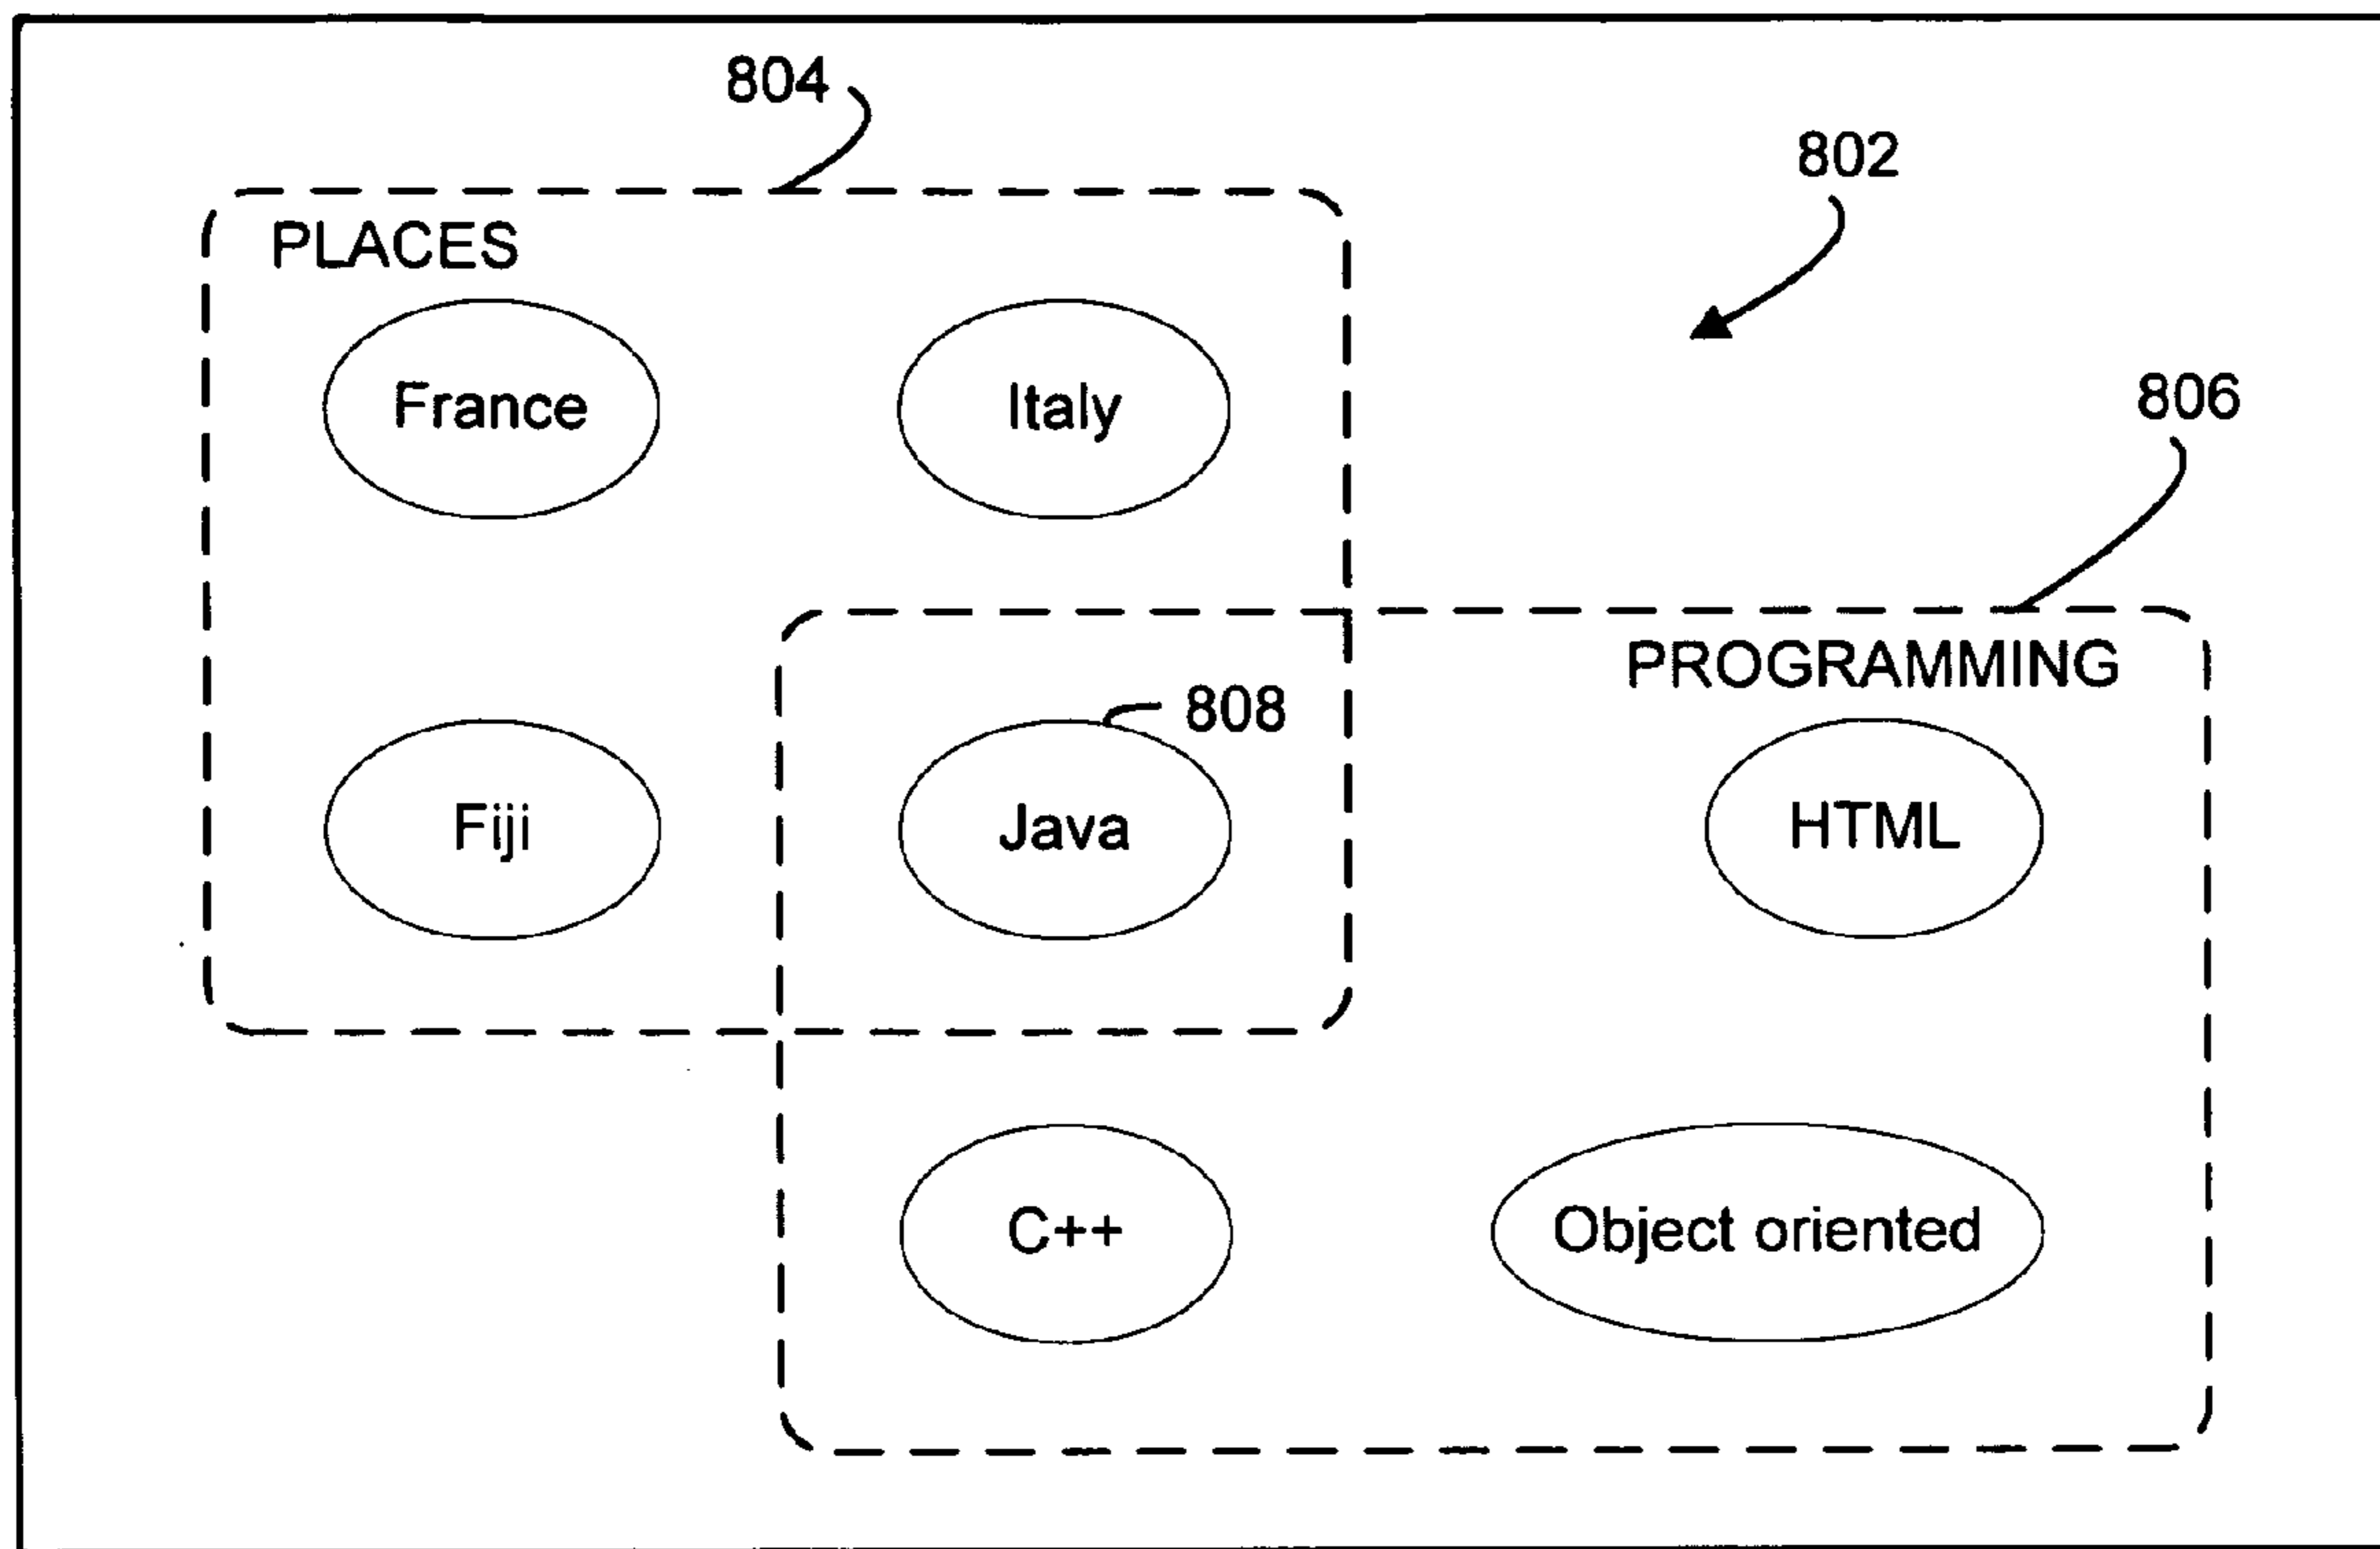 804
802
PLACES
806
France
Italy
PROGRAMMING
808
Fiji
Java
HTML
C++
Object oriented